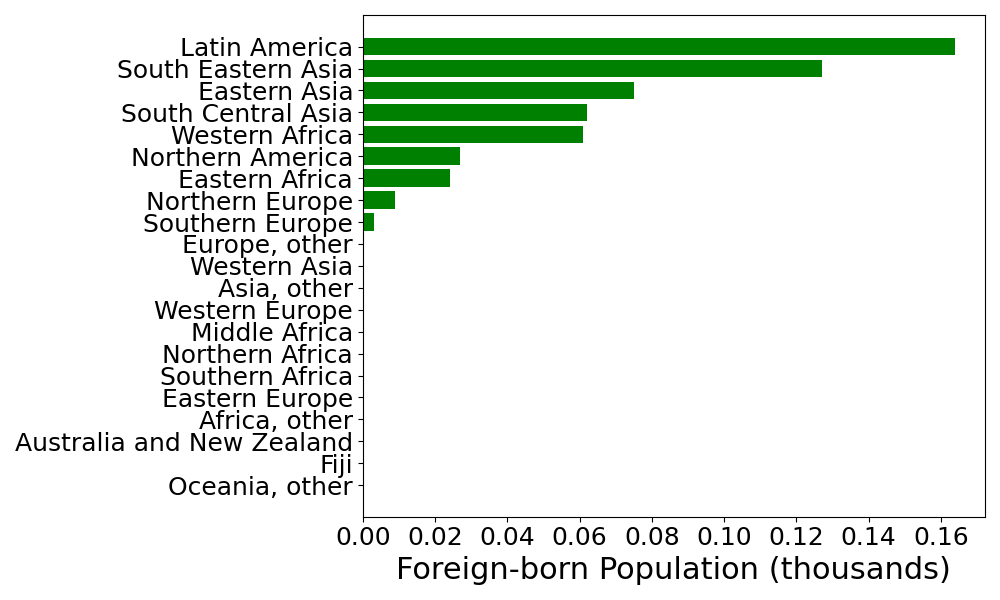 Latin America
South Eastern Asia
Eastern Asia
South Central Asia
Western Africa
Northern America
Eastern Africa
Northern Europe
Southern Europe
Europe, other
Western Asia
Asia, other
Western Europe
Middle Africa
Northern Africa
Southern Africa
Eastern Europe
Africa, other
Australia and New Zealand
Fiji
Oceania, other
0.00 0.02 0.04 0.06 0.08 0.10 0.12 0.14 0.16
Foreign-born Population (thousands)